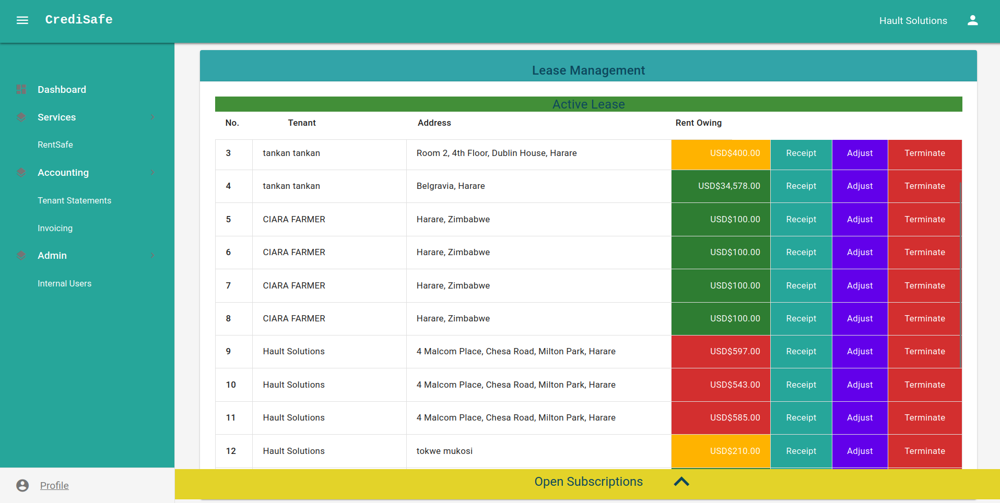 CrediSafe
Hault Solutions
Dashboard
Services
RentSafe
Accounting
Tenant Statements
Invoicing
Admin
Internal Users
Profile
Lease Management
Active Lease
No. Tenant Address Rent Owing
3 tankan tankan Room 2, 4th Floor, Dublin House, Harare USD$400.00 Receipt Adjust Terminate
4 tankan tankan Belgravia, Harare USD$34,578.00 Receipt Adjust Terminate
5 CIARA FARMER Harare, Zimbabwe USD$100.00 Receipt Adjust Terminate
6 CIARA FARMER Harare, Zimbabwe USD$100.00 Receipt Adjust Terminate
7 CIARA FARMER Harare, Zimbabwe USD$100.00 Receipt Adjust Terminate
8 CIARA FARMER Harare, Zimbabwe USD$100.00 Receipt Adjust Terminate
9 Hault Solutions 4 Malcom Place, Chesa Road, Milton Park, Harare USD$597.00 Receipt Adjust Terminate
10 Hault Solutions 4 Malcom Place, Chesa Road, Milton Park, Harare USD$543.00 Receipt Adjust Terminate
11 Hault Solutions 4 Malcom Place, Chesa Road, Milton Park, Harare USD$585.00 Receipt Adjust Terminate
12 Hault Solutions tokwe mukosi USD$210.00 Receipt Adjust Terminate
Open Subscriptions